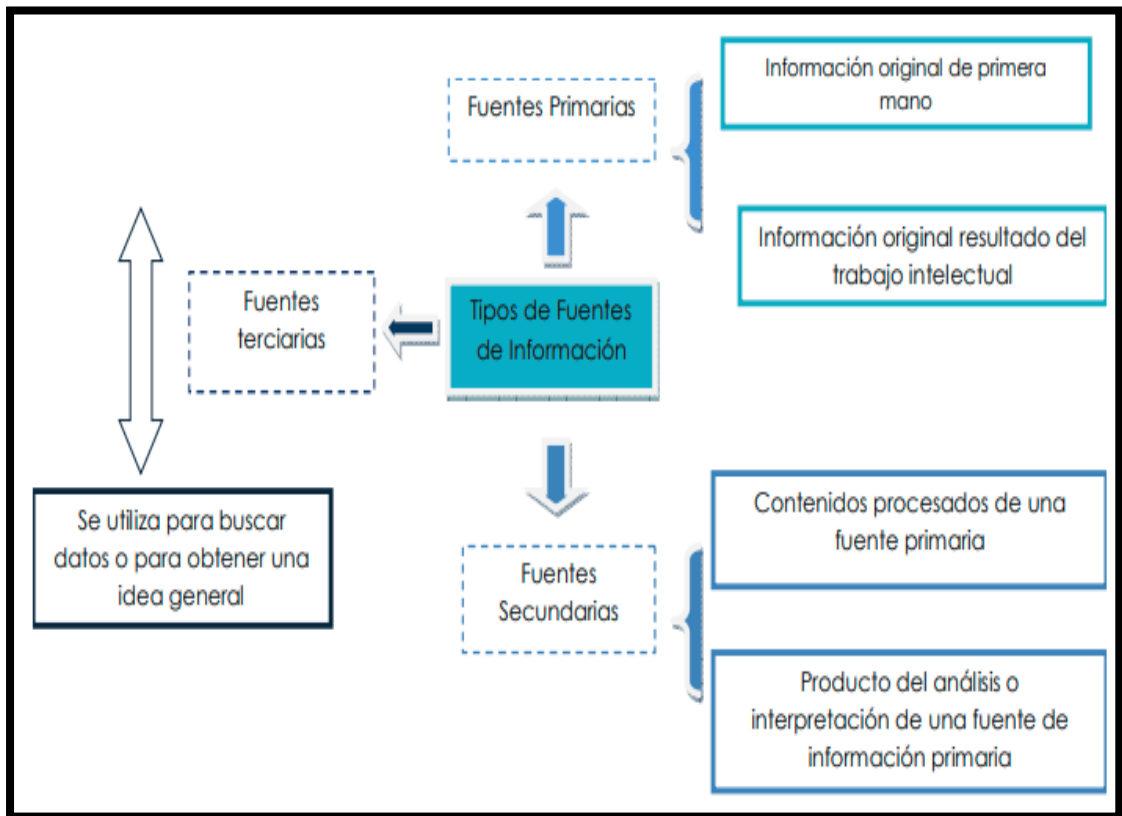 Información original de primera
mano
Fuentes Primarias
Información original resultado del
trabajo intelectual
Fuentes
terciarias
Tipos de Fuentes
de Información
Se utiliza para buscar
datos o para obtener una
idea general
Contenidos procesados de una
fuente primaria
Fuentes
Secundarias
Producto del análisis o
interpretación de una fuente de
información primaria